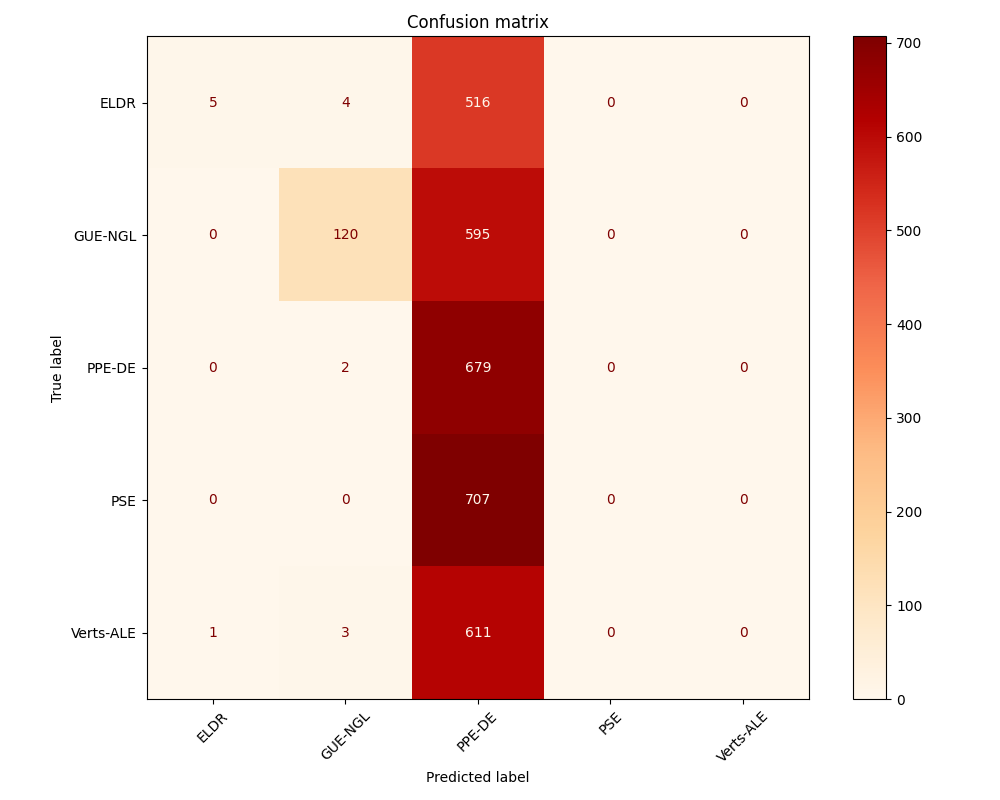 Confusion matrix
ELDR 5 4 516 0 0
GUE-NGL 0 120 595 0 0
PPE-DE 0 2 679 0 0
PSE 0 0 707 0 0
Verts-ALE 1 3 611 0 0
True label
ELDR GUE-NGL PPE-DE PSE Verts-ALE
Predicted label
700
600
500
400
300
200
100
0